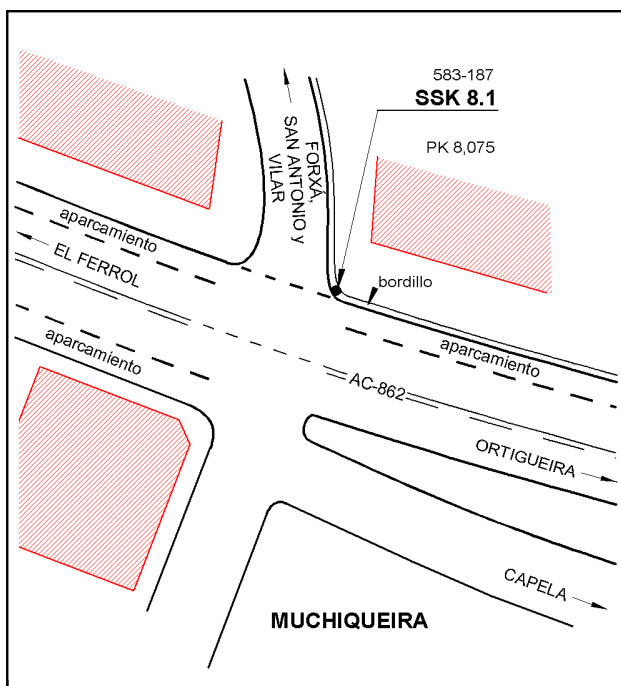 583-187
SSK 8.1
PK 8,075
FORXÁ,
SAN ANTONIO y
VILAR
aparcamiento
EL FERROL
bordillo
aparcamiento
aparcamiento
AC-862
ORTIGUEIRA
CAPELA
MUCHIQUEIRA